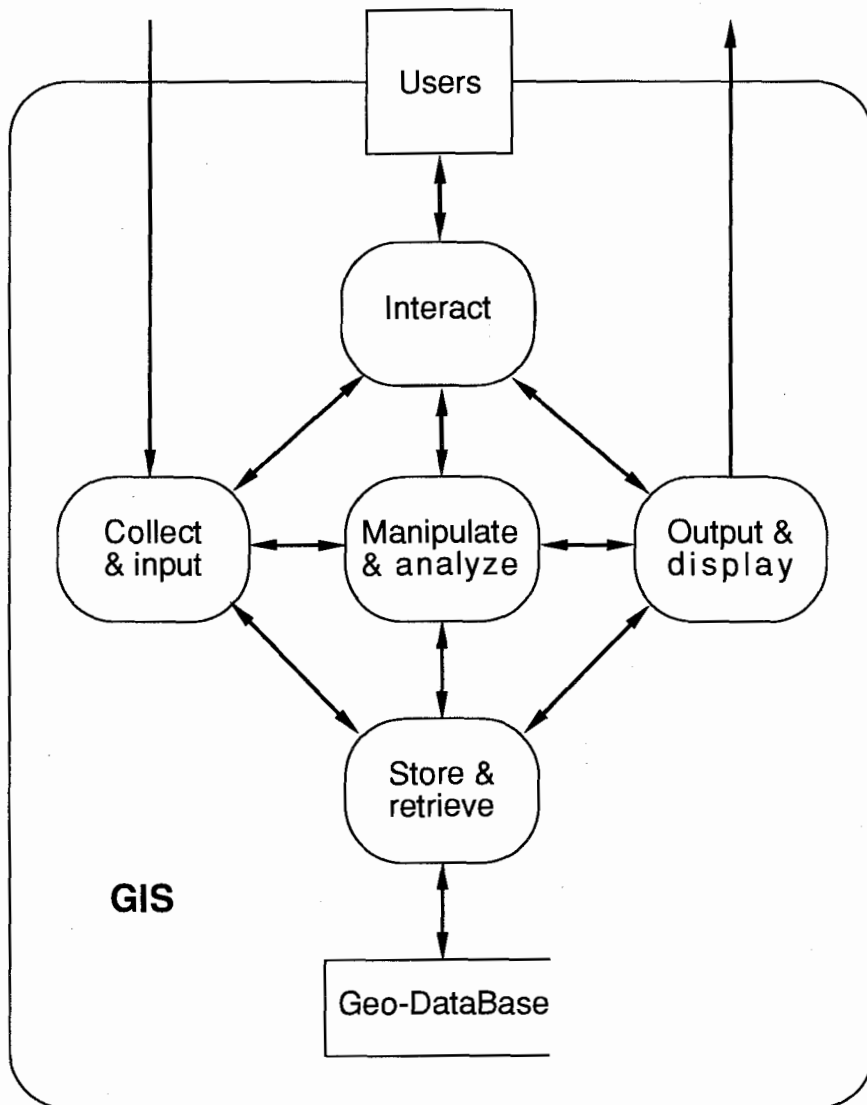 Users
Interact
Collect
& input
Manipulate
& analyze
Output &
display
Store &
retrieve
GIS
Geo-DataBase